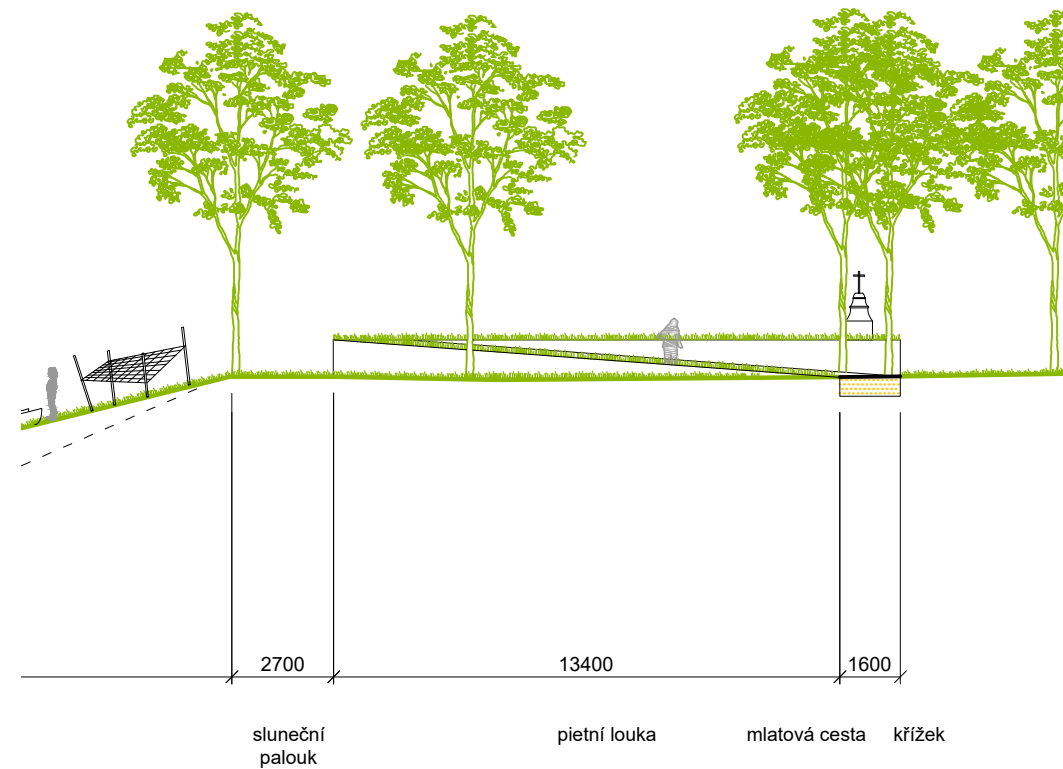 2700
13400
1600
sluneční
palouk
pietní louka
mlatová cesta
křížek